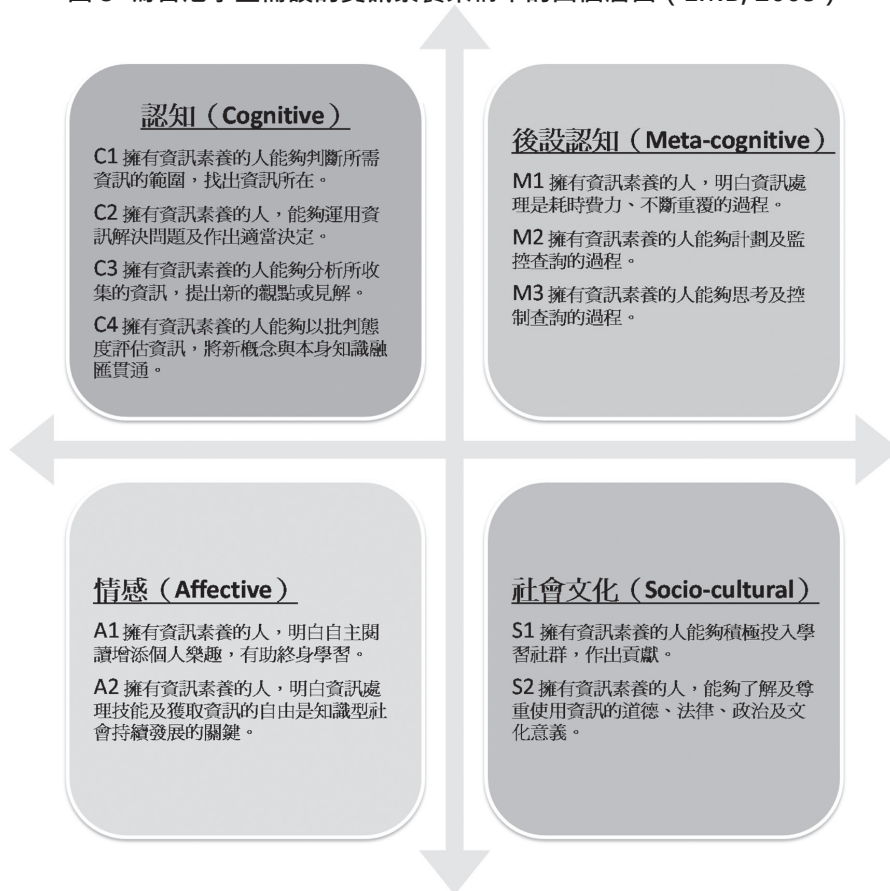 認知（Cognitive）
C1 擁有資訊素養的人能夠判斷所需
資訊的範圍，找出資訊所在。
C2 擁有資訊素養的人，能夠運用資
訊解決問題及作出適當決定。
C3 擁有資訊素養的人能夠分析所收
集的資訊，提出新的觀點或見解。
C4 擁有資訊素養的人能夠以批判態
度評估資訊，將新概念與本身知識融
匯貫通。
後設認知（Meta-cognitive）
M1 擁有資訊素養的人，明白資訊處
理是耗時費力、不斷重覆的過程。
M2 擁有資訊素養的人能夠計劃及監
控查詢的過程。
M3 擁有資訊素養的人能夠思考及控
制查詢的過程。
情感（Affective）
A1 擁有資訊素養的人，明白自主閱
讀增添個人樂趣，有助終身學習。
A2 擁有資訊素養的人，明白資訊處
理技能及獲取資訊的自由是知識型社
會持續發展的關鍵。
社會文化（Socio-cultural）
S1 擁有資訊素養的人能夠積極投入學
習社群，作出貢獻。
S2 擁有資訊素養的人，能夠了解及尊
重使用資訊的道德、法律、政治及文
化意義。